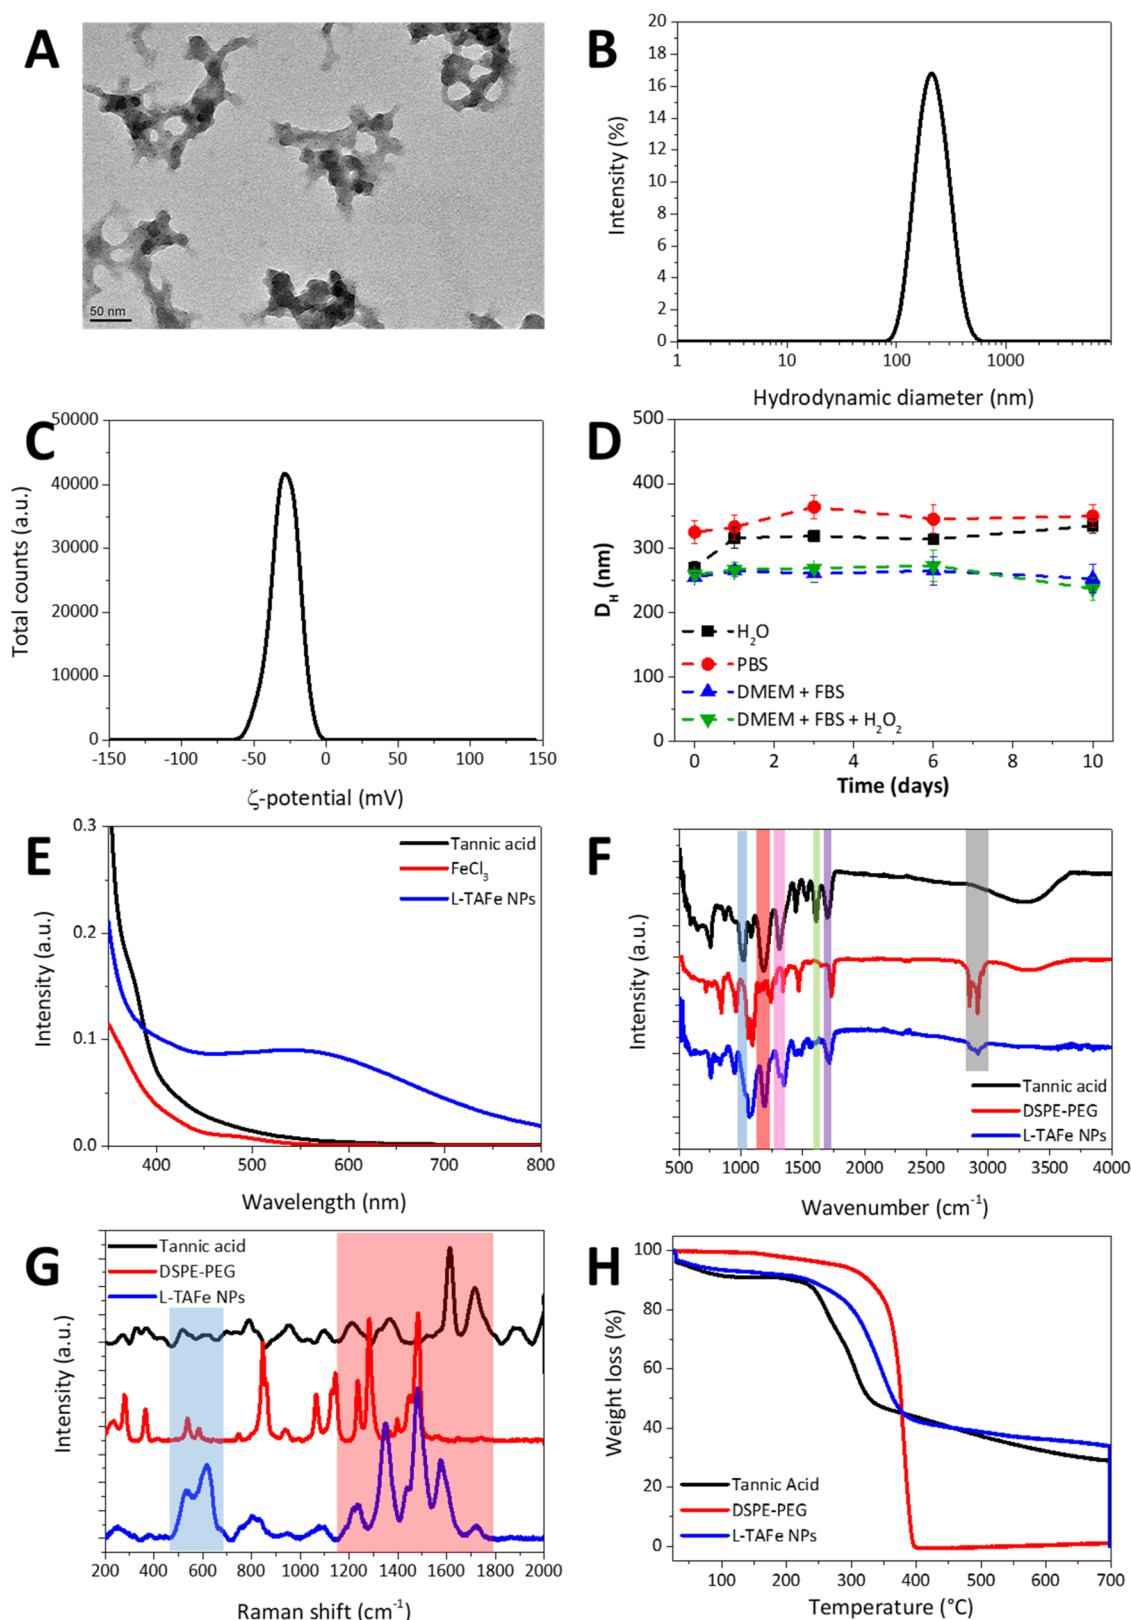 A
50 nm
B
Intensity (%)
20
18
16
14
12
10
8
6
4
2
0
1
10
100
1000
Hydrodynamic diameter (nm)
C
Total counts (a.u.)
50000
40000
30000
20000
10000
0
-150
-100
-50
0
50
100
150
ζ-potential (mV)
D
D_H (nm)
500
400
300
200
100
0
H₂O
PBS
DMEM + FBS
DMEM + FBS + H₂O₂
0
2
4
6
8
10
Time (days)
E
Intensity (a.u.)
0.3
0.2
0.1
0.0
Tannic acid
FeCl₃
L-TAFe NPs
400
500
600
700
800
Wavelength (nm)
F
Intensity (a.u.)
Tannic acid
DSPE-PEG
L-TAFe NPs
500
1000
1500
2000
2500
3000
3500
4000
Wavenumber (cm⁻¹)
G
Intensity (a.u.)
Tannic acid
DSPE-PEG
L-TAFe NPs
200
400
600
800
1000
1200
1400
1600
1800
2000
Raman shift (cm⁻¹)
H
Weight loss (%)
100
80
60
40
20
0
Tannic Acid
DSPE-PEG
L-TAFe NPs
100
200
300
400
500
600
700
Temperature (°C)